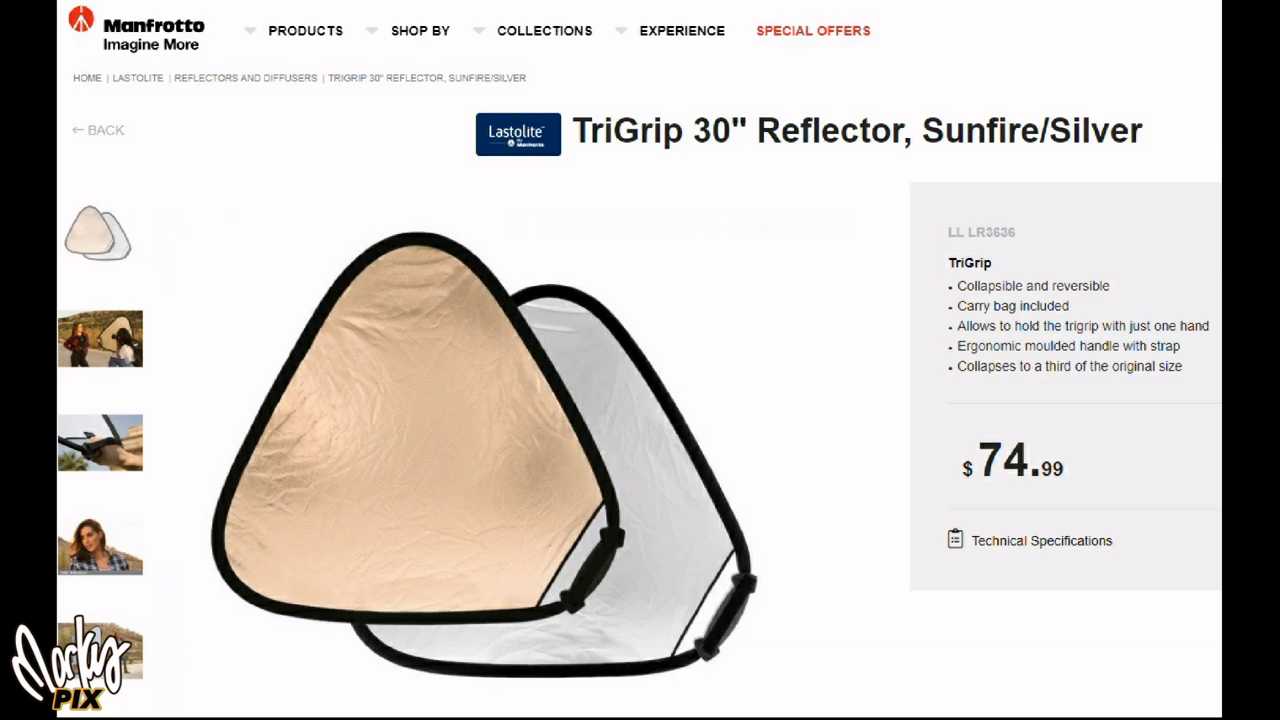 Manfrotto
Imagine More
PRODUCTS
SHOP BY
COLLECTIONS
EXPERIENCE
SPECIAL OFFERS
HOME | LASTOLITE | REFLECTORS AND DIFFUSERS | TRIGRIP 30" REFLECTOR, SUNFIRE/SILVER
← BACK
Lastolite
by Manfrotto
TriGrip 30" Reflector, Sunfire/Silver
LL LR3636
TriGrip
• Collapsible and reversible
• Carry bag included
• Allows to hold the trigrip with just one hand
• Ergonomic moulded handle with strap
• Collapses to a third of the original size
$ 74.99
Technical Specifications
MarkisPIX